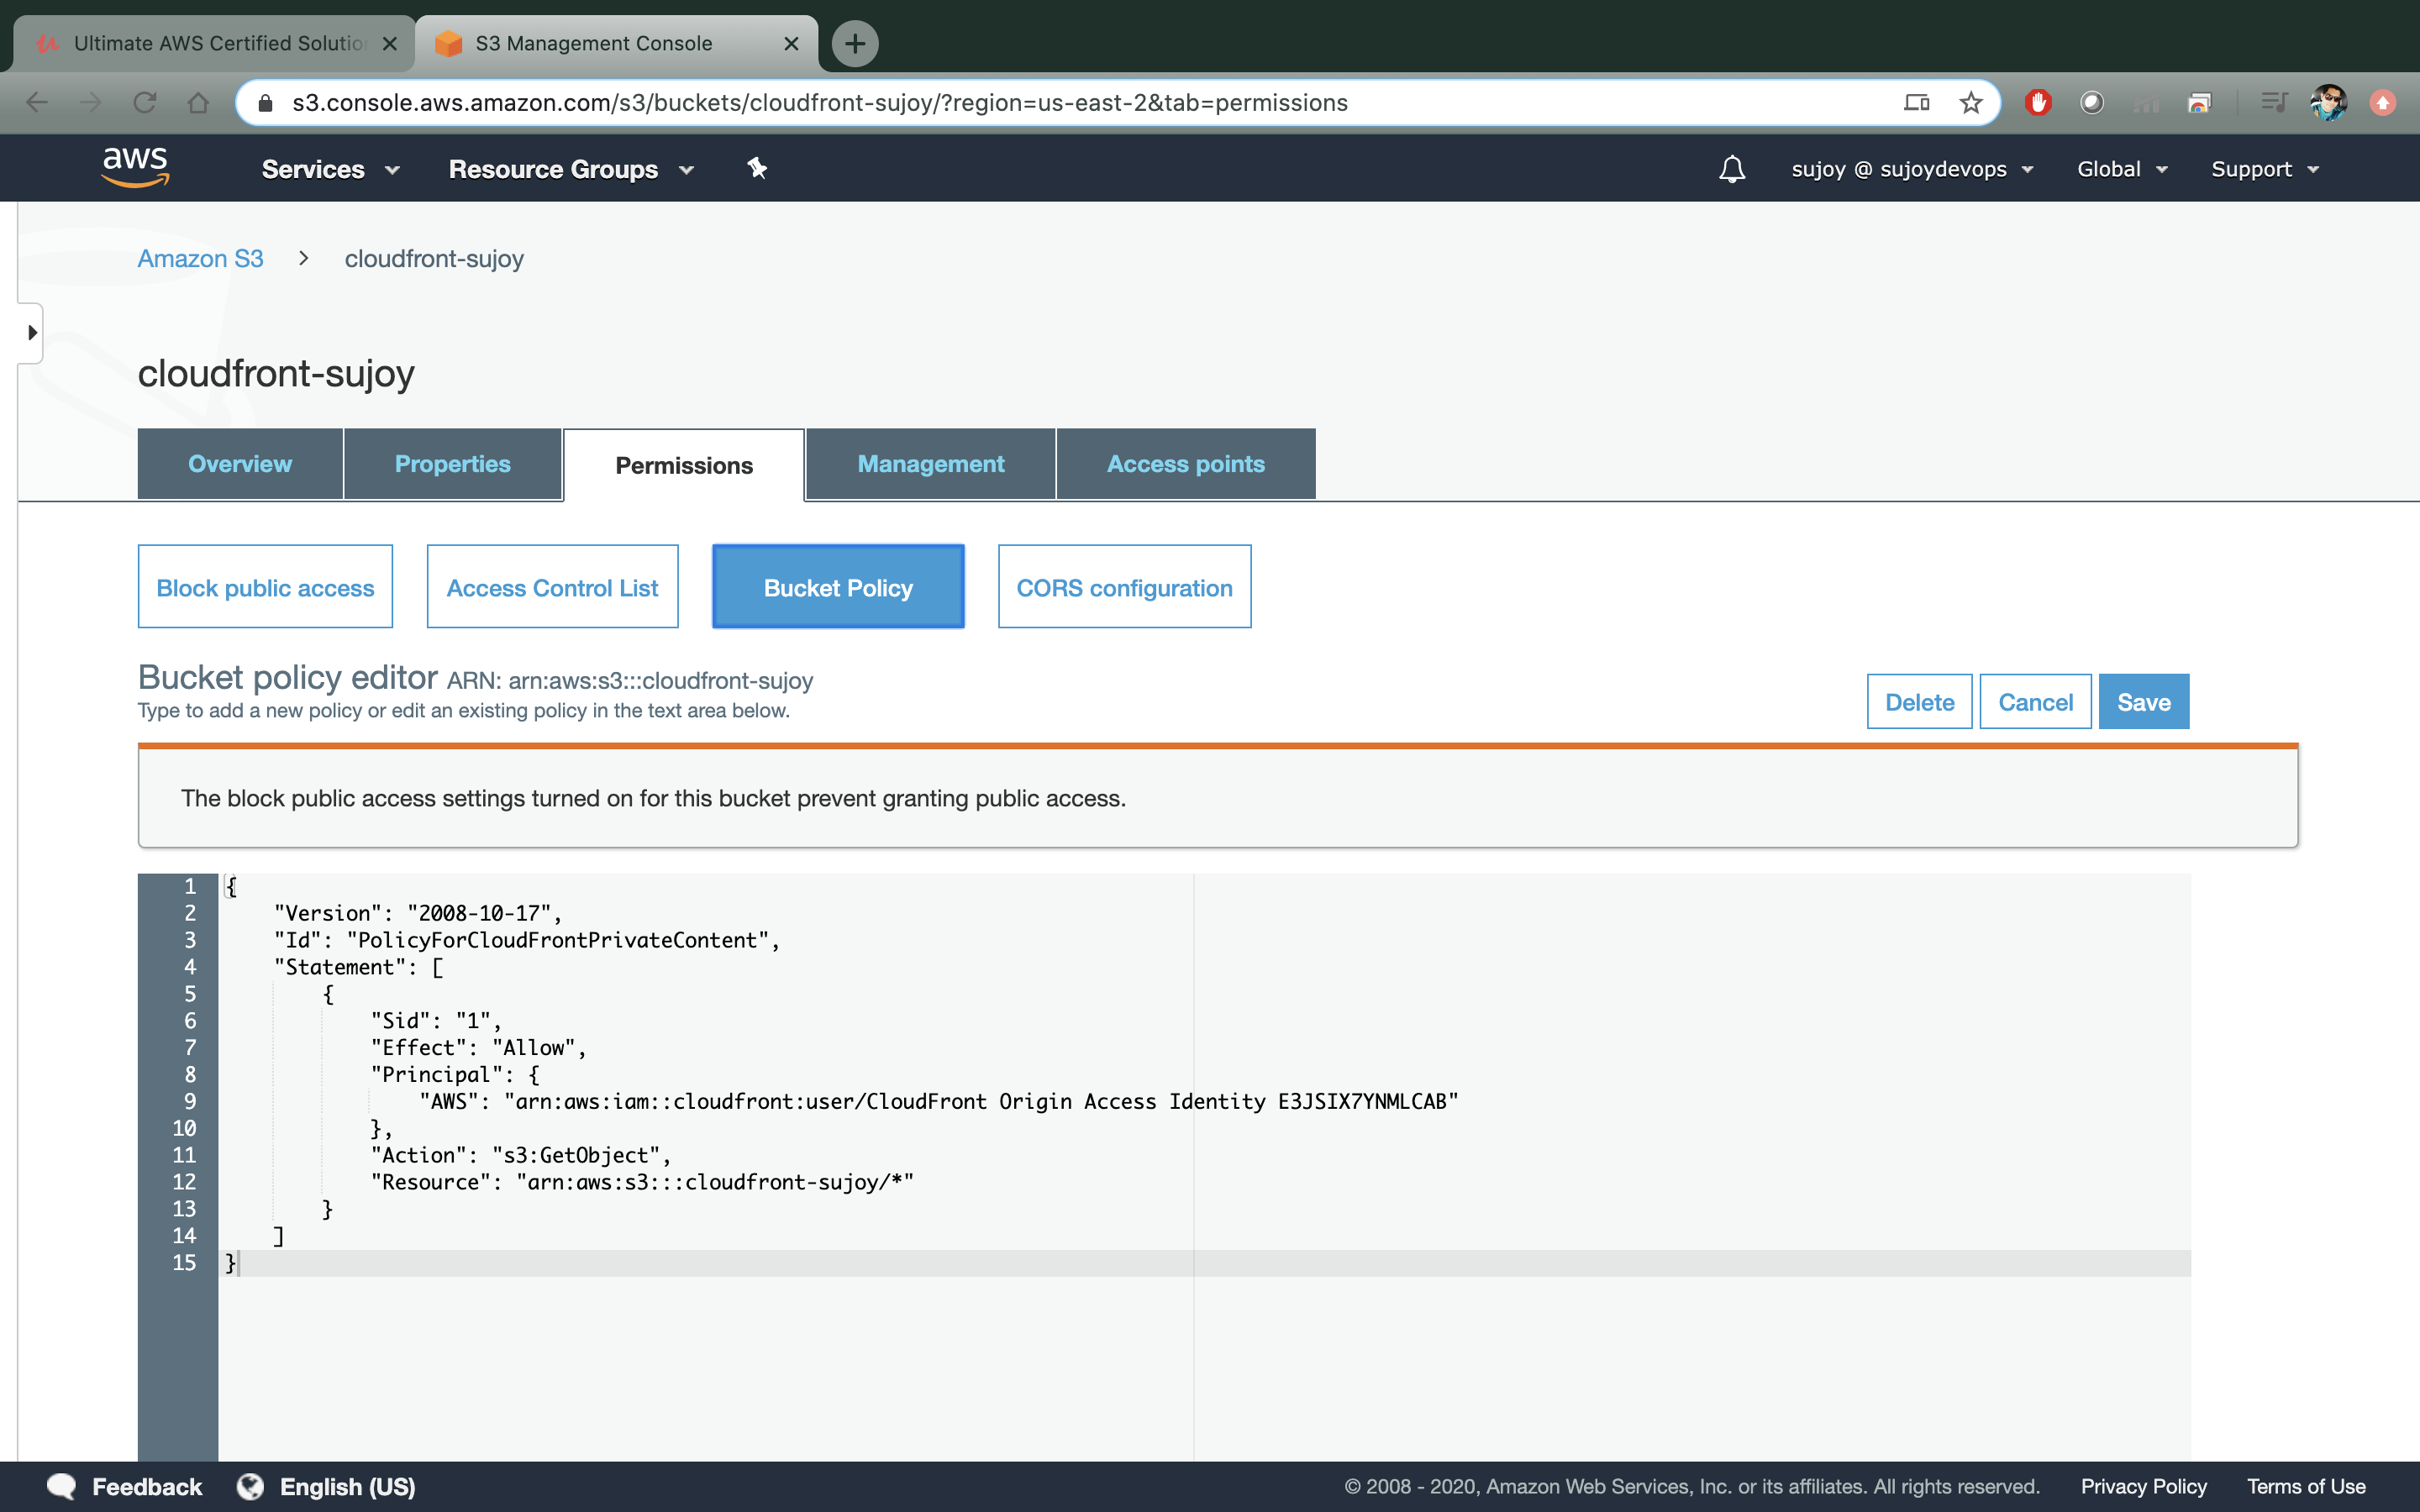 Ultimate AWS Certified Solutio
S3 Management Console
s3.console.aws.amazon.com/s3/buckets/cloudfront-sujoy/?region=us-east-2&tab=permissions
aws
Services
Resource Groups
sujoy @ sujoydevops
Global
Support
Amazon S3 > cloudfront-sujoy
cloudfront-sujoy
Overview
Properties
Permissions
Management
Access points
Block public access
Access Control List
Bucket Policy
CORS configuration
Bucket policy editor ARN: arn:aws:s3:::cloudfront-sujoy
Type to add a new policy or edit an existing policy in the text area below.
Delete
Cancel
Save
The block public access settings turned on for this bucket prevent granting public access.
1 {
2 "Version": "2008-10-17",
3 "Id": "PolicyForCloudFrontPrivateContent",
4 "Statement": [
5 {
6 "Sid": "1",
7 "Effect": "Allow",
8 "Principal": {
9 "AWS": "arn:aws:iam::cloudfront:user/CloudFront Origin Access Identity E3JSIX7YNMLCAB"
10 },
11 "Action": "s3:GetObject",
12 "Resource": "arn:aws:s3:::cloudfront-sujoy/*"
13 }
14 ]
15 }
Feedback
English (US)
© 2008 - 2020, Amazon Web Services, Inc. or its affiliates. All rights reserved.
Privacy Policy
Terms of Use